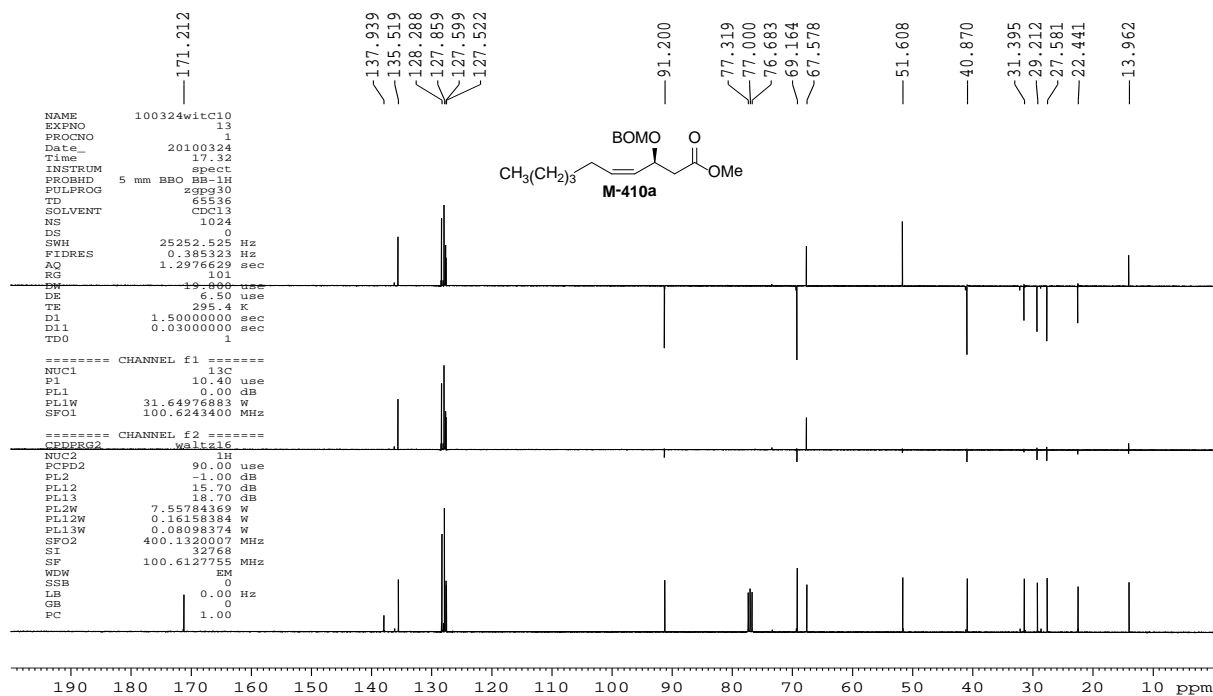 171.212
137.939
135.519
128.288
127.859
127.599
127.522
91.200
77.319
77.000
76.683
69.164
67.578
51.608
40.870
31.395
29.212
27.581
22.441
13.962
NAME 100324witC10
EXPNO 13
PROCNO 1
Date_ 20100324
Time 17.32
INSTRUM spect
PROBHD 5 mm BBO BB-1H
PULPROG zgpg30
TD 65536
SOLVENT CDCl3
NS 1024
DS 0
SWH 25252.525 Hz
FIDRES 0.385323 Hz
AQ 1.2976629 sec
RG 101
DW 19.800 use
DE 6.50 use
TE 295.4 K
D1 1.50000000 sec
D11 0.03000000 sec
TD0 1
======== CHANNEL f1 =======
NUC1 13C
P1 10.40 use
PL1 0.00 dB
PL1W 31.64976883 W
SFO1 100.6243400 MHz
======== CHANNEL f2 =======
CPDPRG2 waltz16
NUC2 1H
PCPD2 90.00 use
PL2 -1.00 dB
PL12 15.70 dB
PL13 18.70 dB
PL2W 7.55784369 W
PL12W 0.16158384 W
PL13W 0.08098374 W
SFO2 400.1320007 MHz
SI 32768
SF 100.6127755 MHz
WDW EM
SSB 0
LB 0.00 Hz
GB 0
PC 1.00
BOMO O
CH3(CH2)3 OMe
M-410a
190 180 170 160 150 140 130 120 110 100 90 80 70 60 50 40 30 20 10 ppm